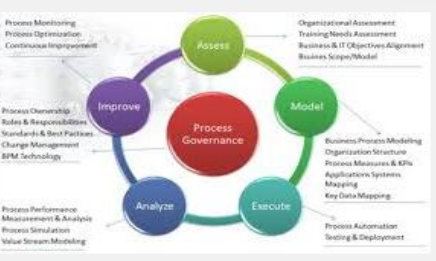 Process Monitoring
Process Optimization
Continuous Improvement
Assess
Organizational Assessment
Training Needs Assessment
Business & IT Objectives Alignment
Bisuines Scope/Model
Improve
Model
Process
Governance
Process Ownership
Roles & Responsibilities
Standards & Best Pactices
Change Management
BPM Technology
Business Process Modeling
Organization Structure
Process Measures & KPIs
Applications Systems
Mapping
Key Data Mapping
Analyze
Execute
Process Performance
Measurement & Analysis
Process Simulation
Value Stream Modeling
Process Automation
Testing & Deployment